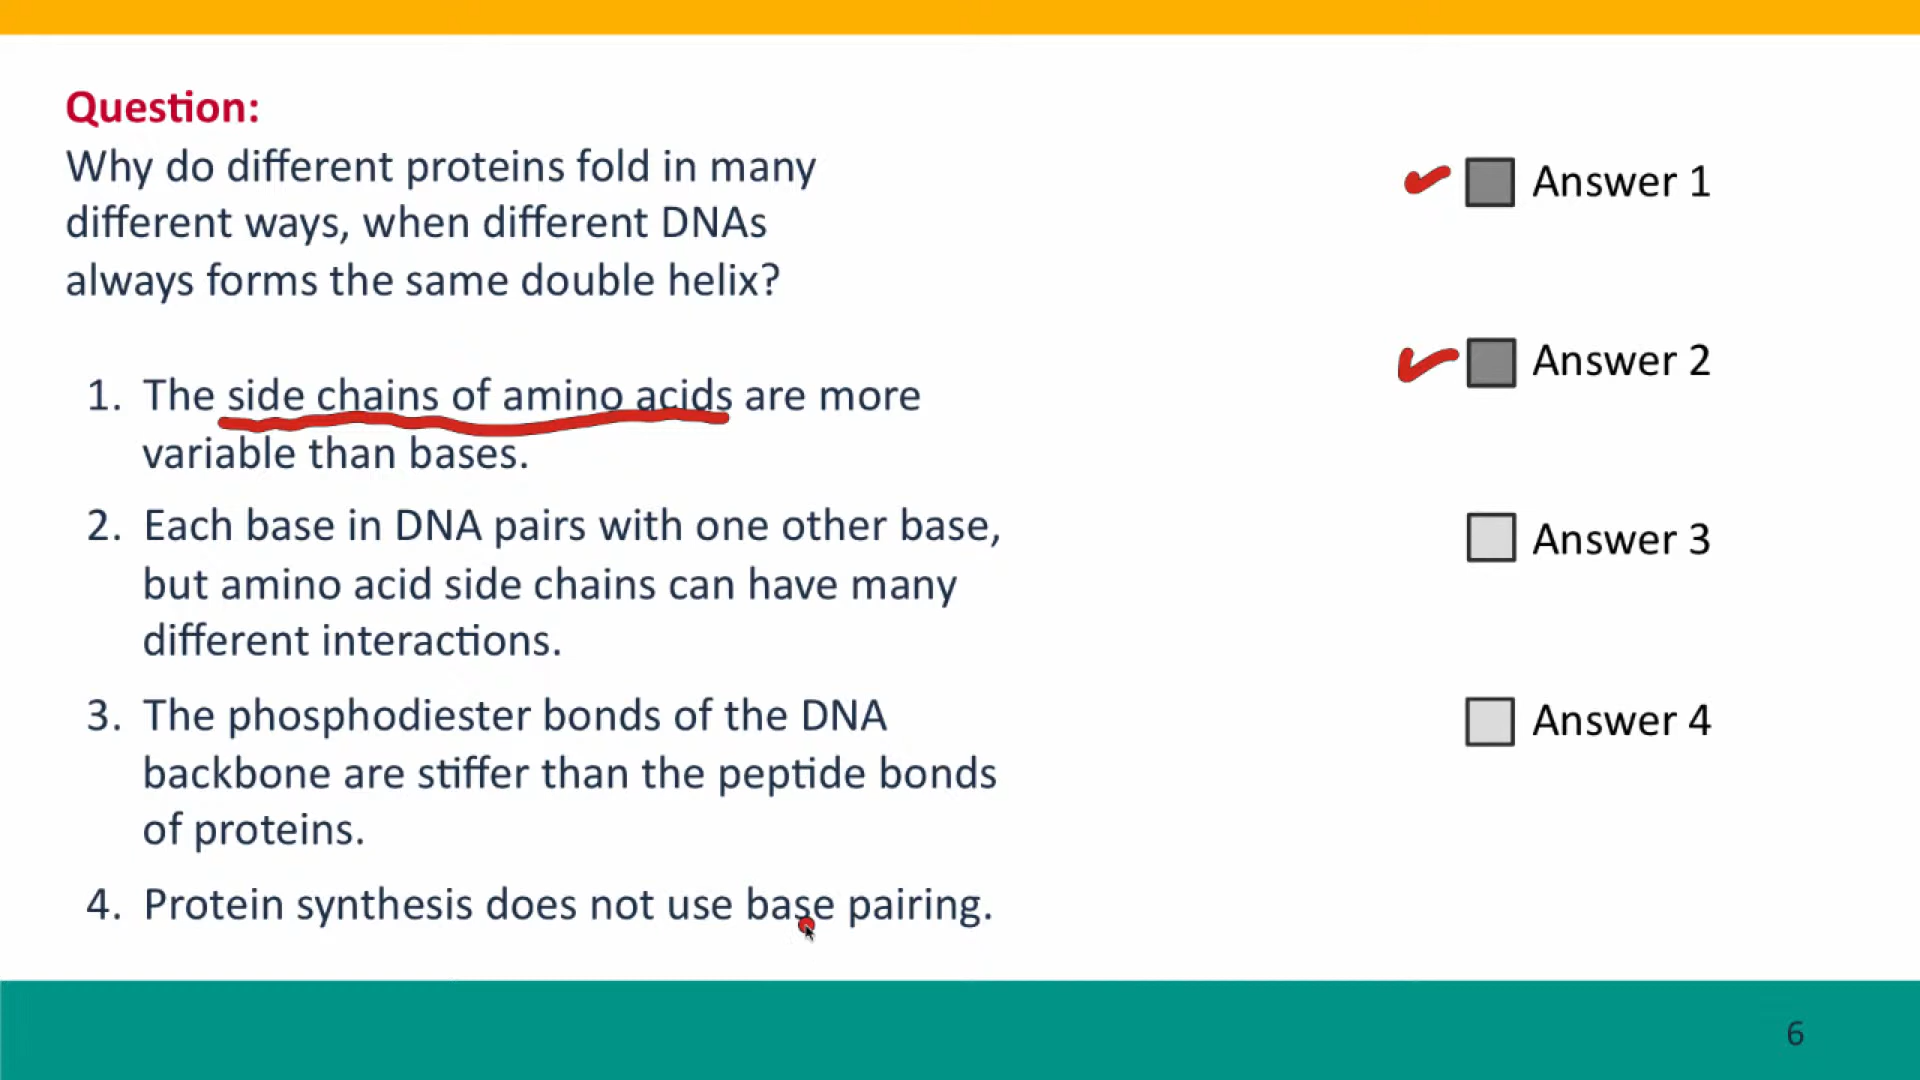 Question:
Why do different proteins fold in many
different ways, when different DNAs
always forms the same double helix?
1. The side chains of amino acids are more
variable than bases.
2. Each base in DNA pairs with one other base,
but amino acid side chains can have many
different interactions.
3. The phosphodiester bonds of the DNA
backbone are stiffer than the peptide bonds
of proteins.
4. Protein synthesis does not use base pairing.
Answer 1
Answer 2
Answer 3
Answer 4
6